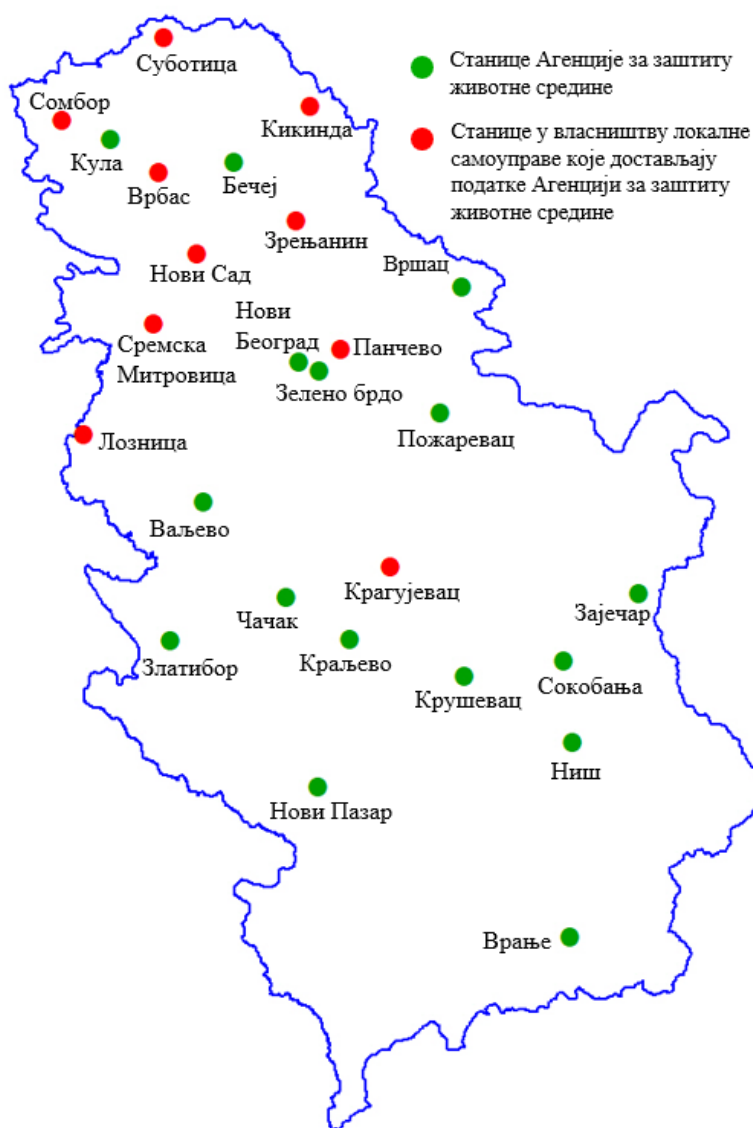 Суботица
Станице Агенције за заштиту
животне средине
Сомбор
Кикинда
Станице у власништву локалне
самоуправе које достављају
податке Агенцији за заштиту
животне средине
Кула
Врбас
Бечеј
Зрењанин
Нови Сад
Вршац
Нови
Београд
Сремска
Митровица
Панчево
Зелено брдо
Пожаревац
Лозница
Ваљево
Крагујевац
Чачак
Зајечар
Златибор
Краљево
Крушевац
Сокобања
Ниш
Нови Пазар
Врање